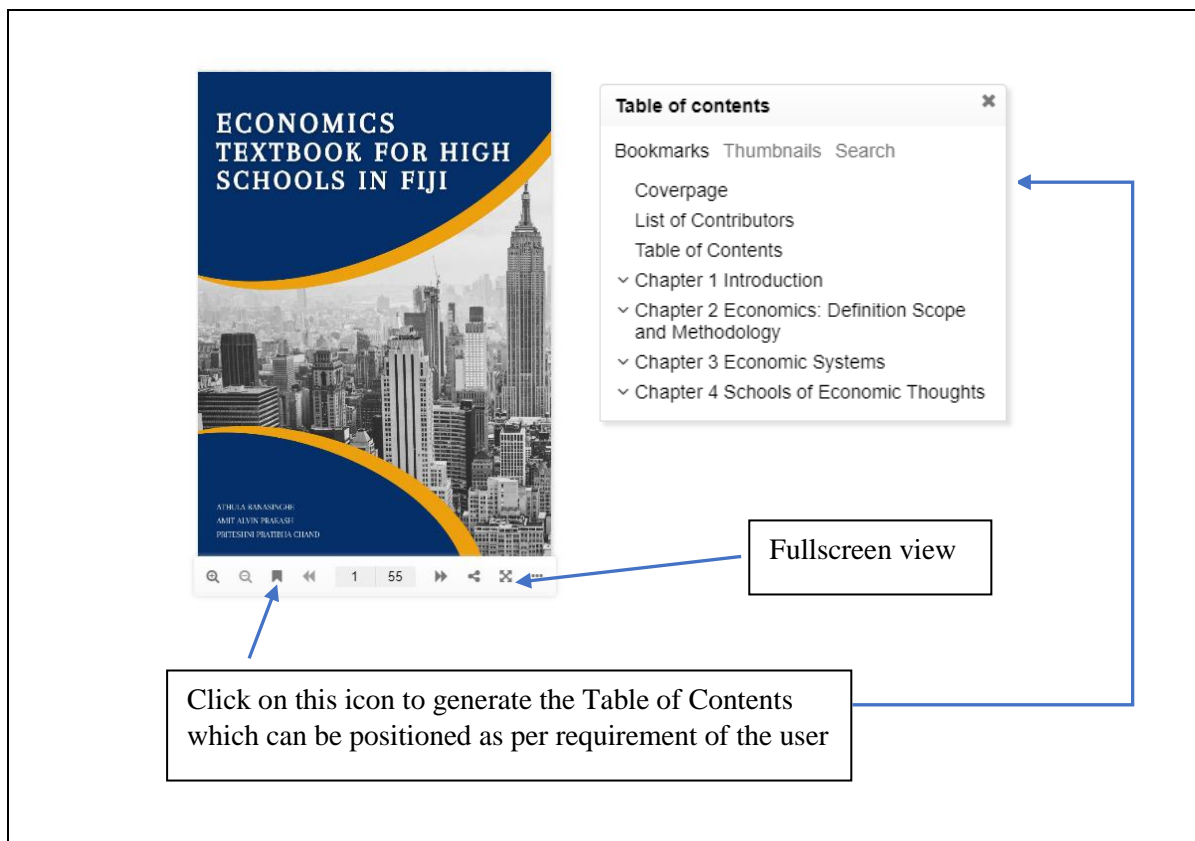 ECONOMICS
TEXTBOOK FOR HIGH
SCHOOLS IN FIJI
ATHULA RANASINGHE
AMIT ALVIN PRAKASH
PRITESHNI PRATIBHA CHAND
1 55
Table of contents
Bookmarks Thumbnails Search
Coverpage
List of Contributors
Table of Contents
Chapter 1 Introduction
Chapter 2 Economics: Definition Scope
and Methodology
Chapter 3 Economic Systems
Chapter 4 Schools of Economic Thoughts
Fullscreen view
Click on this icon to generate the Table of Contents
which can be positioned as per requirement of the user